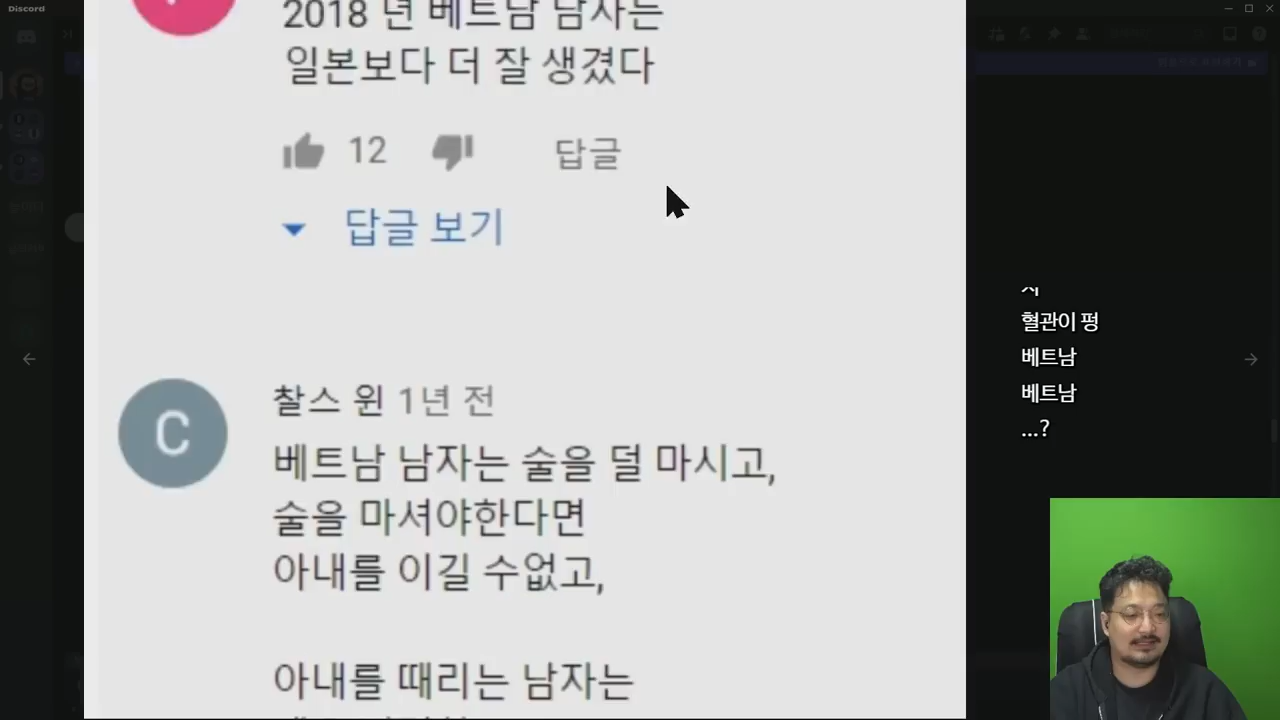 Discord
2018 년 베트남 남자는
일본보다 더 잘 생겼다
12
답글
답글 보기
C
찰스 윈 1년 전
베트남 남자는 술을 덜 마시고,
술을 마셔야한다면
아내를 이길 수없고,
아내를 때리는 남자는
혈관이 펑
베트남
베트남
...?